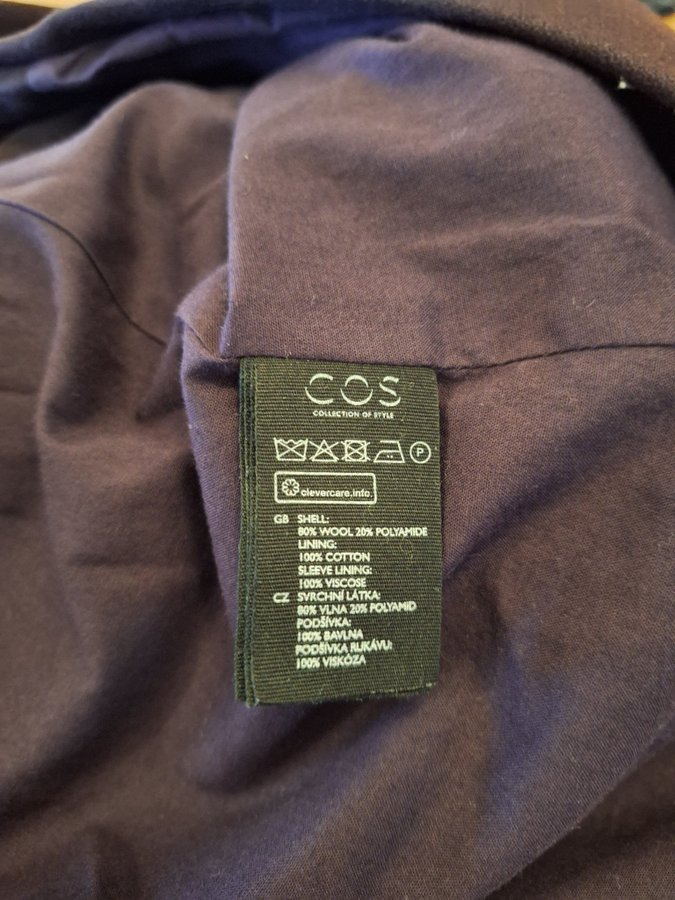 COS
COLLECTION OF STYLE
P
clevercare.info.
GB SHELL:
80% WOOL 20% POLYAMIDE
LINING:
100% COTTON
SLEEVE LINING:
100% VISCOSE
CZ SVRCHNÍ LÁTKA:
80% VLNA 20% POLYAMID
PODŠÍVKA:
100% BAVLNA
PODŠÍVKA RUKÁVU:
100% VISKÓZA